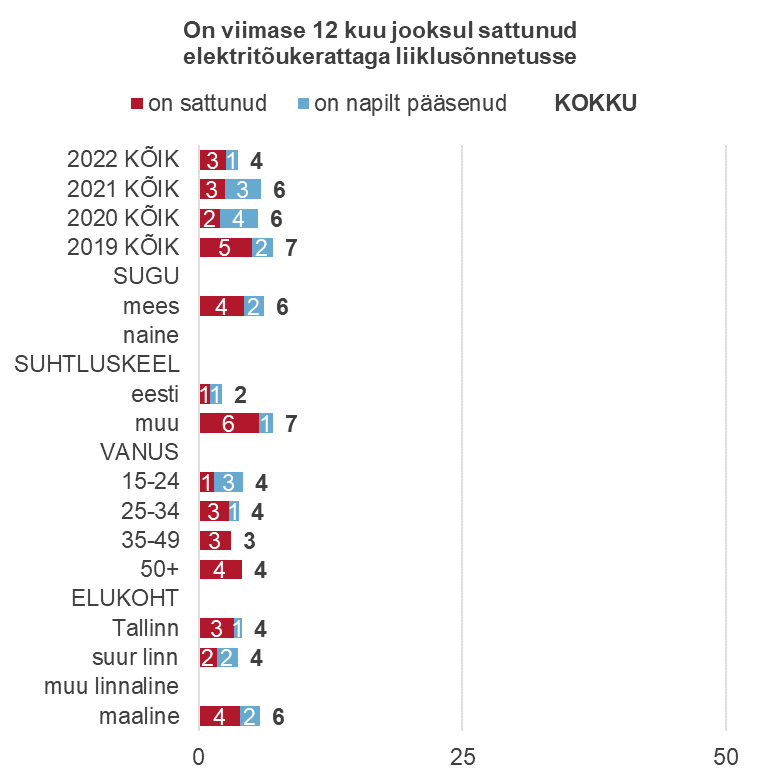 On viimase 12 kuu jooksul sattunud
elektritõukerattaga liiklusõnnetusse
on sattunud on napilt pääsenud KOKKU
2022 KÕIK 3 1 4
2021 KÕIK 3 3 6
2020 KÕIK 2 4 6
2019 KÕIK 5 2 7
SUGU
mees 4 2 6
naine
SUHTLUSKEEL
eesti 1 1 2
muu 6 1 7
VANUS
15-24 1 3 4
25-34 3 1 4
35-49 3 3
50+ 4 4
ELUKOHT
Tallinn 3 1 4
suur linn 2 2 4
muu linnaline
maaline 4 2 6
0 25 50